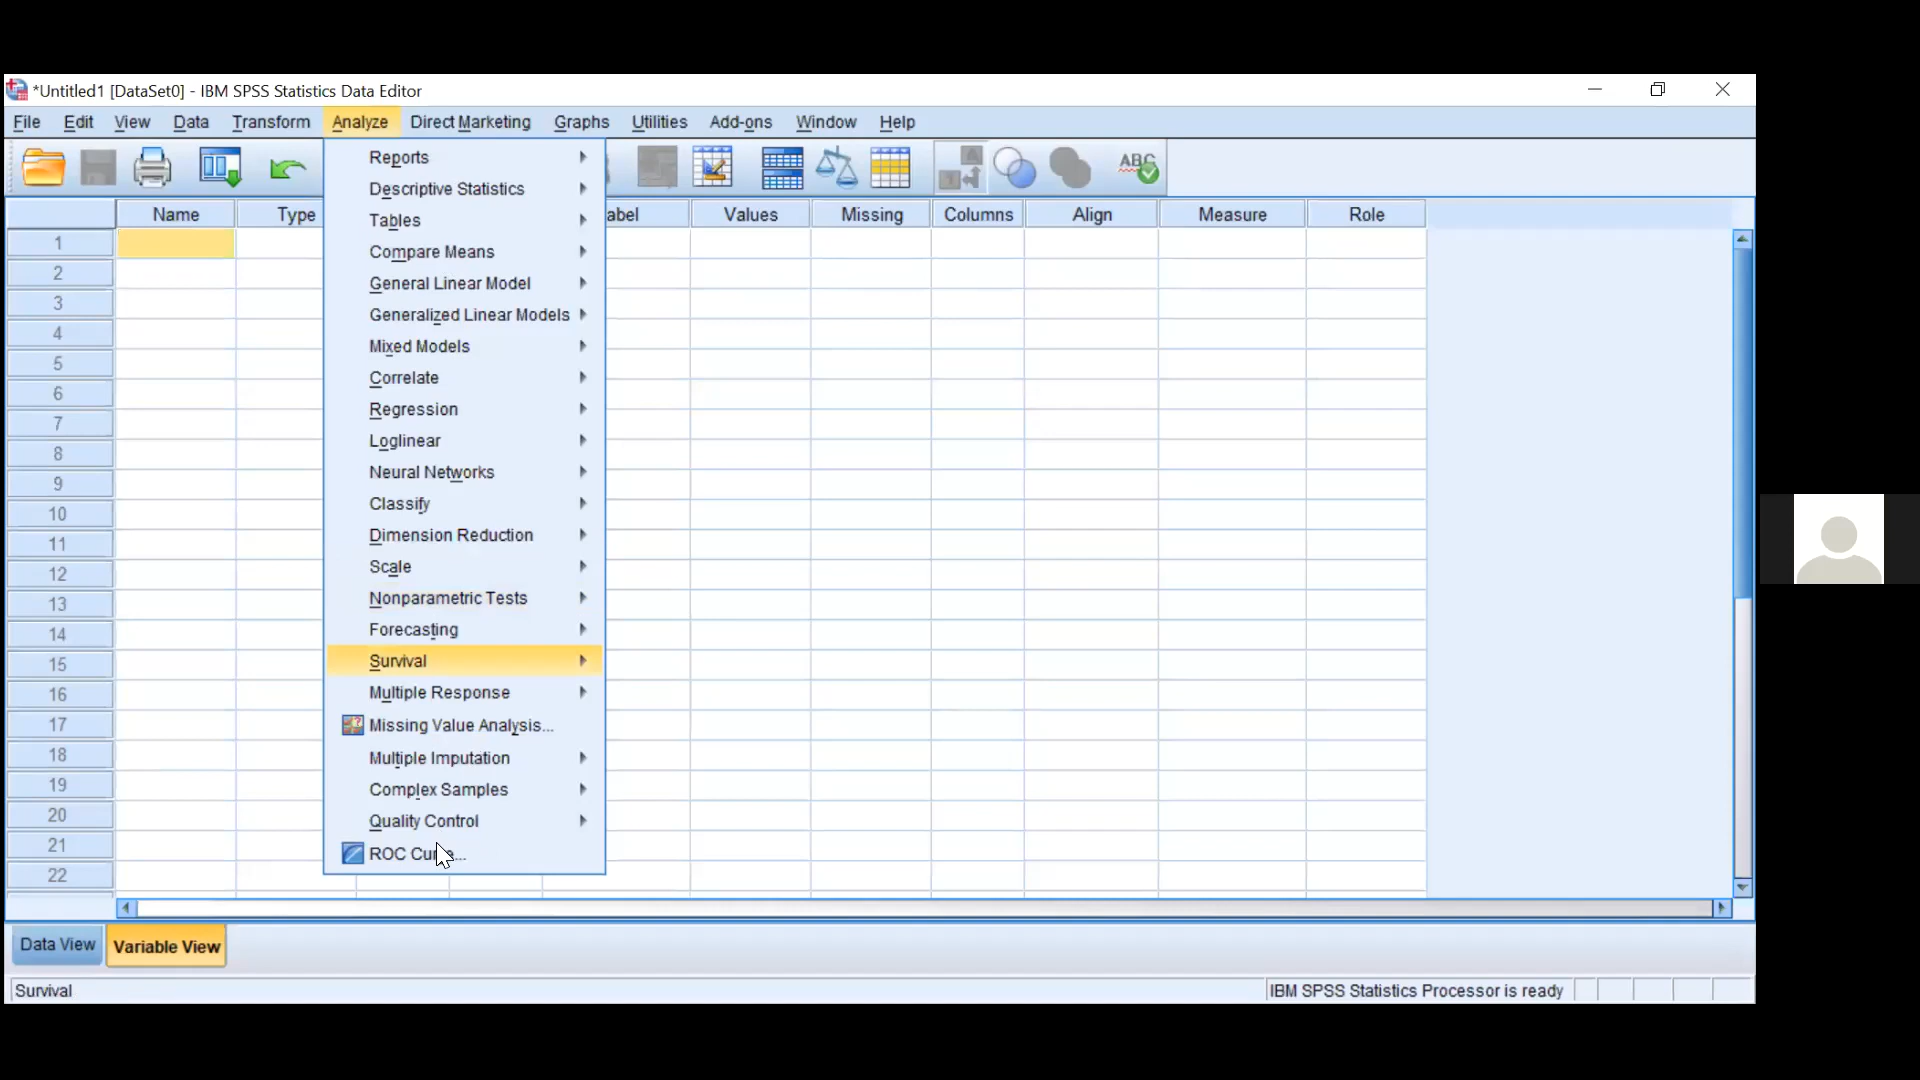 *Untitled1 [DataSet0] - IBM SPSS Statistics Data Editor
File Edit View Data Transform Analyze Direct Marketing Graphs Utilities Add-ons Window Help
ABC
Name Type abel Values Missing Columns Align Measure Role
Reports
Descriptive Statistics
Tables
Compare Means
General Linear Model
Generalized Linear Models
Mixed Models
Correlate
Regression
Loglinear
Neural Networks
Classify
Dimension Reduction
Scale
Nonparametric Tests
Forecasting
Survival
Multiple Response
Missing Value Analysis...
Multiple Imputation
Complex Samples
Quality Control
ROC Cu...
1
2
3
4
5
6
7
8
9
10
11
12
13
14
15
16
17
18
19
20
21
22
Data View Variable View
Survival IBM SPSS Statistics Processor is ready